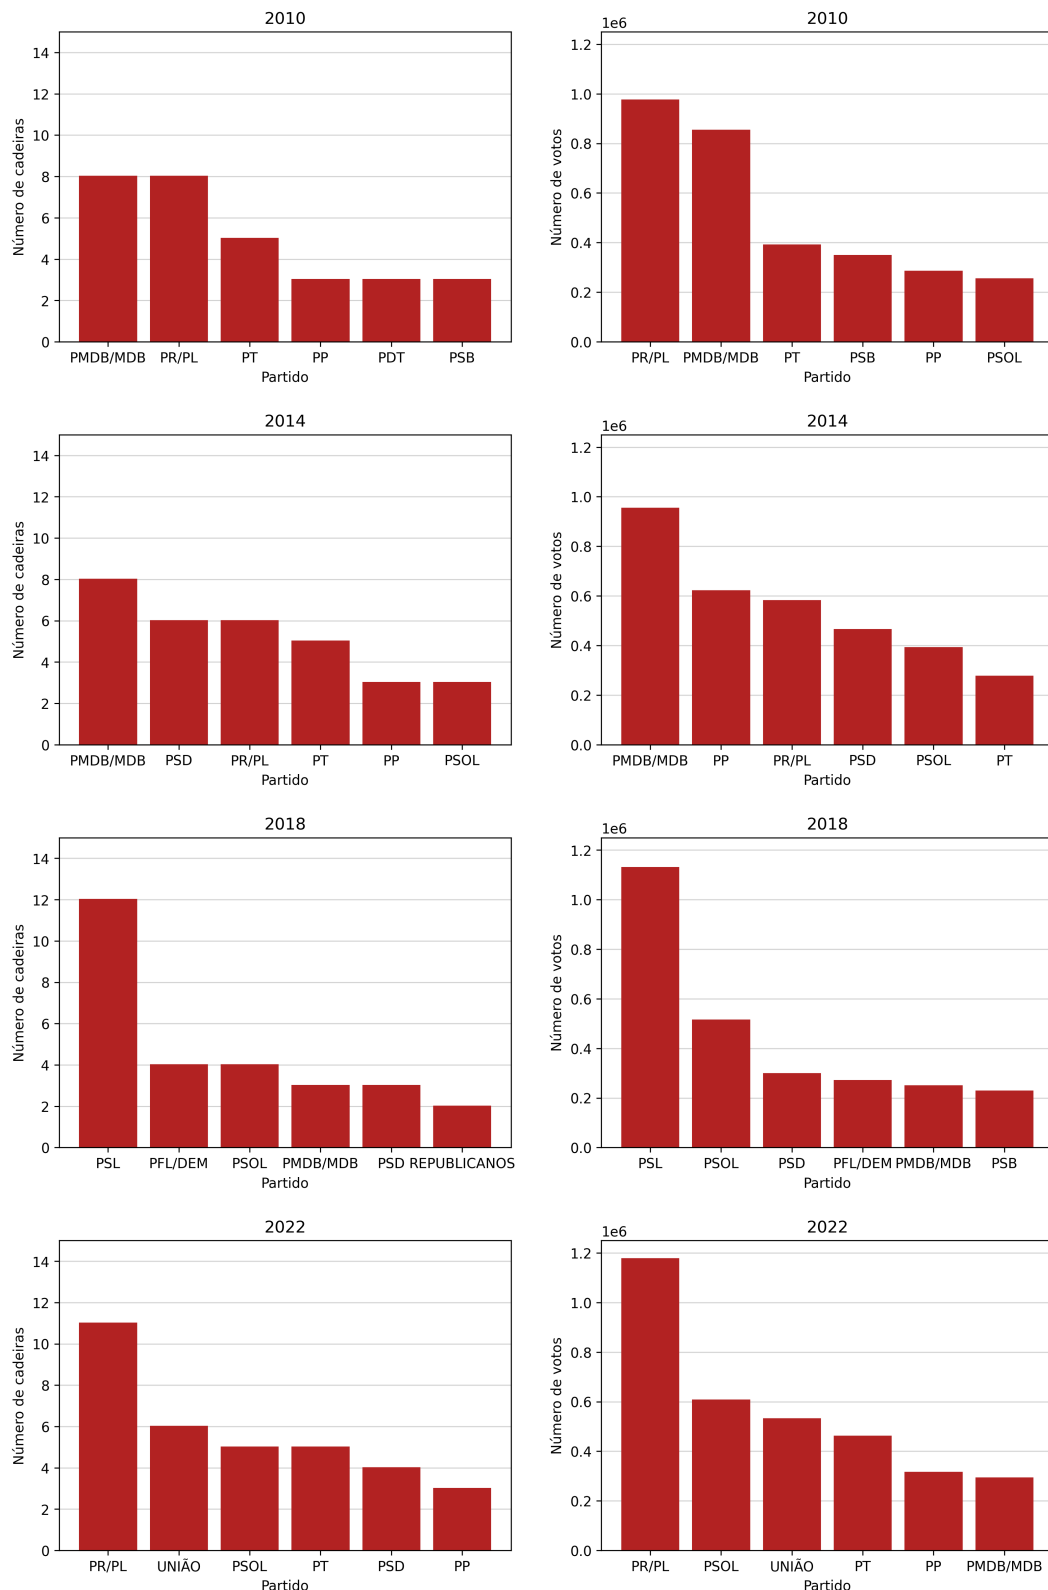 2010
Número de cadeiras
14
12
10
8
6
4
2
0
PMDB/MDB PR/PL PT PP PDT PSB
Partido
2010
1e6
Número de votos
1.2
1.0
0.8
0.6
0.4
0.2
0.0
PR/PL PMDB/MDB PT PSB PP PSOL
Partido
2014
Número de cadeiras
14
12
10
8
6
4
2
0
PMDB/MDB PSD PR/PL PT PP PSOL
Partido
2014
1e6
Número de votos
1.2
1.0
0.8
0.6
0.4
0.2
0.0
PMDB/MDB PP PR/PL PSD PSOL PT
Partido
2018
Número de cadeiras
14
12
10
8
6
4
2
0
PSL PFL/DEM PSOL PMDB/MDB PSD REPUBLICANOS
Partido
2018
1e6
Número de votos
1.2
1.0
0.8
0.6
0.4
0.2
0.0
PSL PSOL PSD PFL/DEM PMDB/MDB PSB
Partido
2022
Número de cadeiras
14
12
10
8
6
4
2
0
PR/PL UNIÃO PSOL PT PSD PP
Partido
2022
1e6
Número de votos
1.2
1.0
0.8
0.6
0.4
0.2
0.0
PR/PL PSOL UNIÃO PT PP PMDB/MDB
Partido